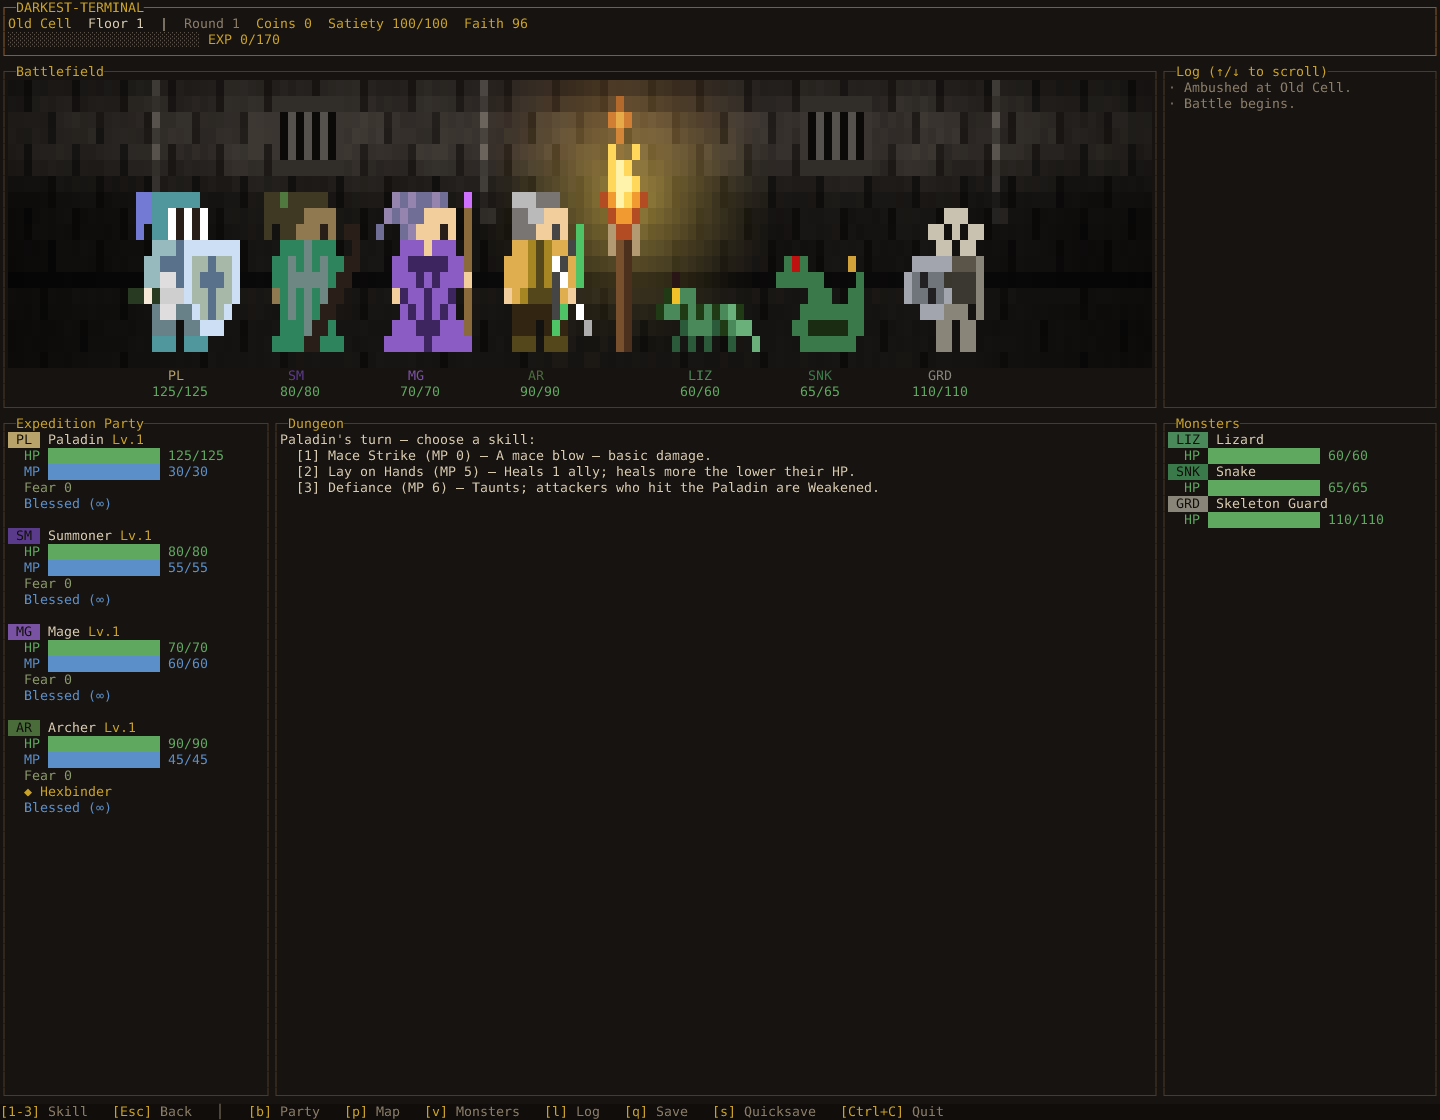 DARKEST-TERMINAL
Old Cell  Floor 1  |  Round 1  Coins 0  Satiety 100/100  Faith 96
EXP 0/170
Battlefield
PL SM MG AR LIZ SNK GRD
125/125 80/80 70/70 90/90 60/60 65/65 110/110
Log (↑/↓ to scroll)
· Ambushed at Old Cell.
· Battle begins.
Expedition Party
PL Paladin Lv.1
HP 125/125
MP 30/30
Fear 0
Blessed (∞)
SM Summoner Lv.1
HP 80/80
MP 55/55
Fear 0
Blessed (∞)
MG Mage Lv.1
HP 70/70
MP 60/60
Fear 0
Blessed (∞)
AR Archer Lv.1
HP 90/90
MP 45/45
Fear 0
◆ Hexbinder
Blessed (∞)
Dungeon
Paladin's turn — choose a skill:
[1] Mace Strike (MP 0) — A mace blow — basic damage.
[2] Lay on Hands (MP 5) — Heals 1 ally; heals more the lower their HP.
[3] Defiance (MP 6) — Taunts; attackers who hit the Paladin are Weakened.
Monsters
LIZ Lizard
HP 60/60
SNK Snake
HP 65/65
GRD Skeleton Guard
HP 110/110
[1-3] Skill  [Esc] Back  │  [b] Party  [p] Map  [v] Monsters  [l] Log  [q] Save  [s] Quicksave  [Ctrl+C] Quit